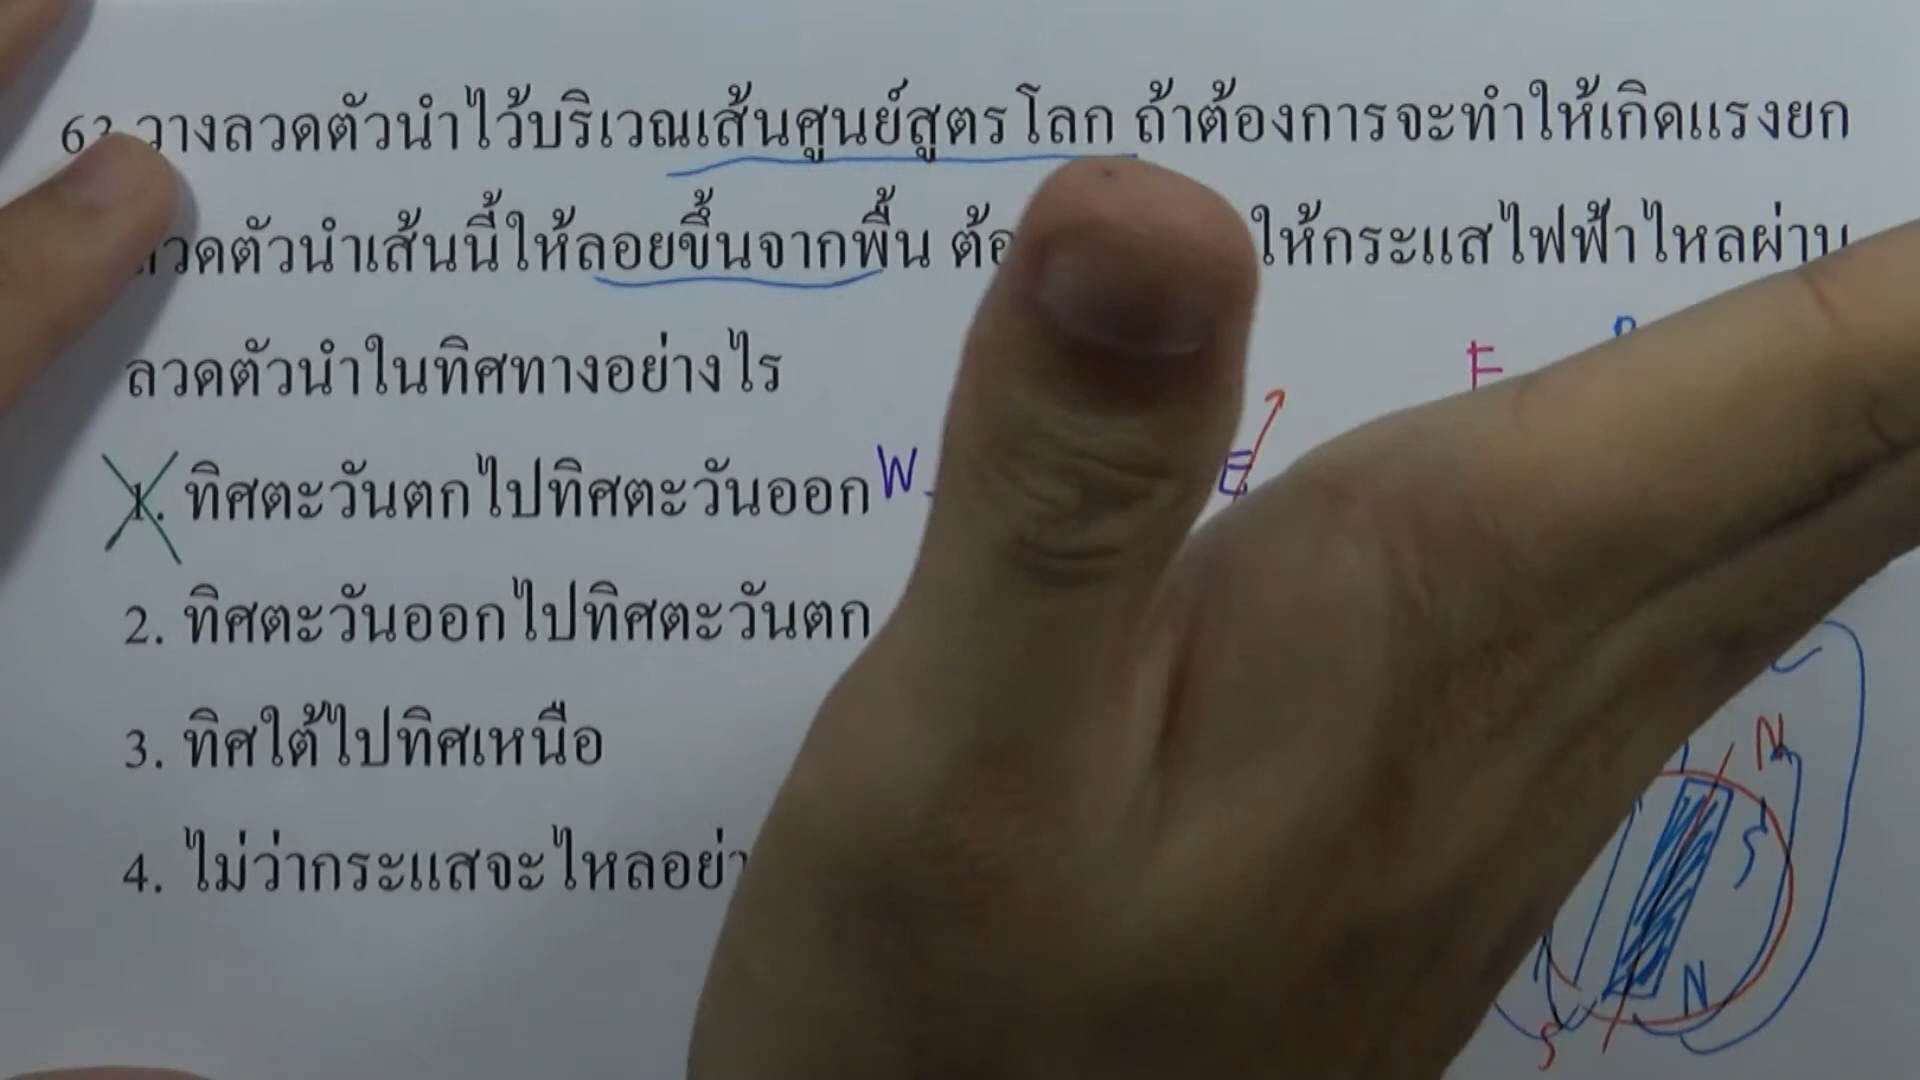 วางลวดตัวนำไว้บริเวณเส้นศูนย์สูตรโลก ถ้าต้องการจะทำให้เกิดแรงยก
ลวดตัวนำเส้นนี้ให้ลอยขึ้นจากพื้น ให้กระแสไฟฟ้าไหลผ่าน
ลวดตัวนำในทิศทางอย่างไร
F
1. ทิศตะวันตกไปทิศตะวันออก W E
2. ทิศตะวันออกไปทิศตะวันตก
3. ทิศใต้ไปทิศเหนือ
N
S
4. ไม่ว่ากระแสจะไหล
N
S